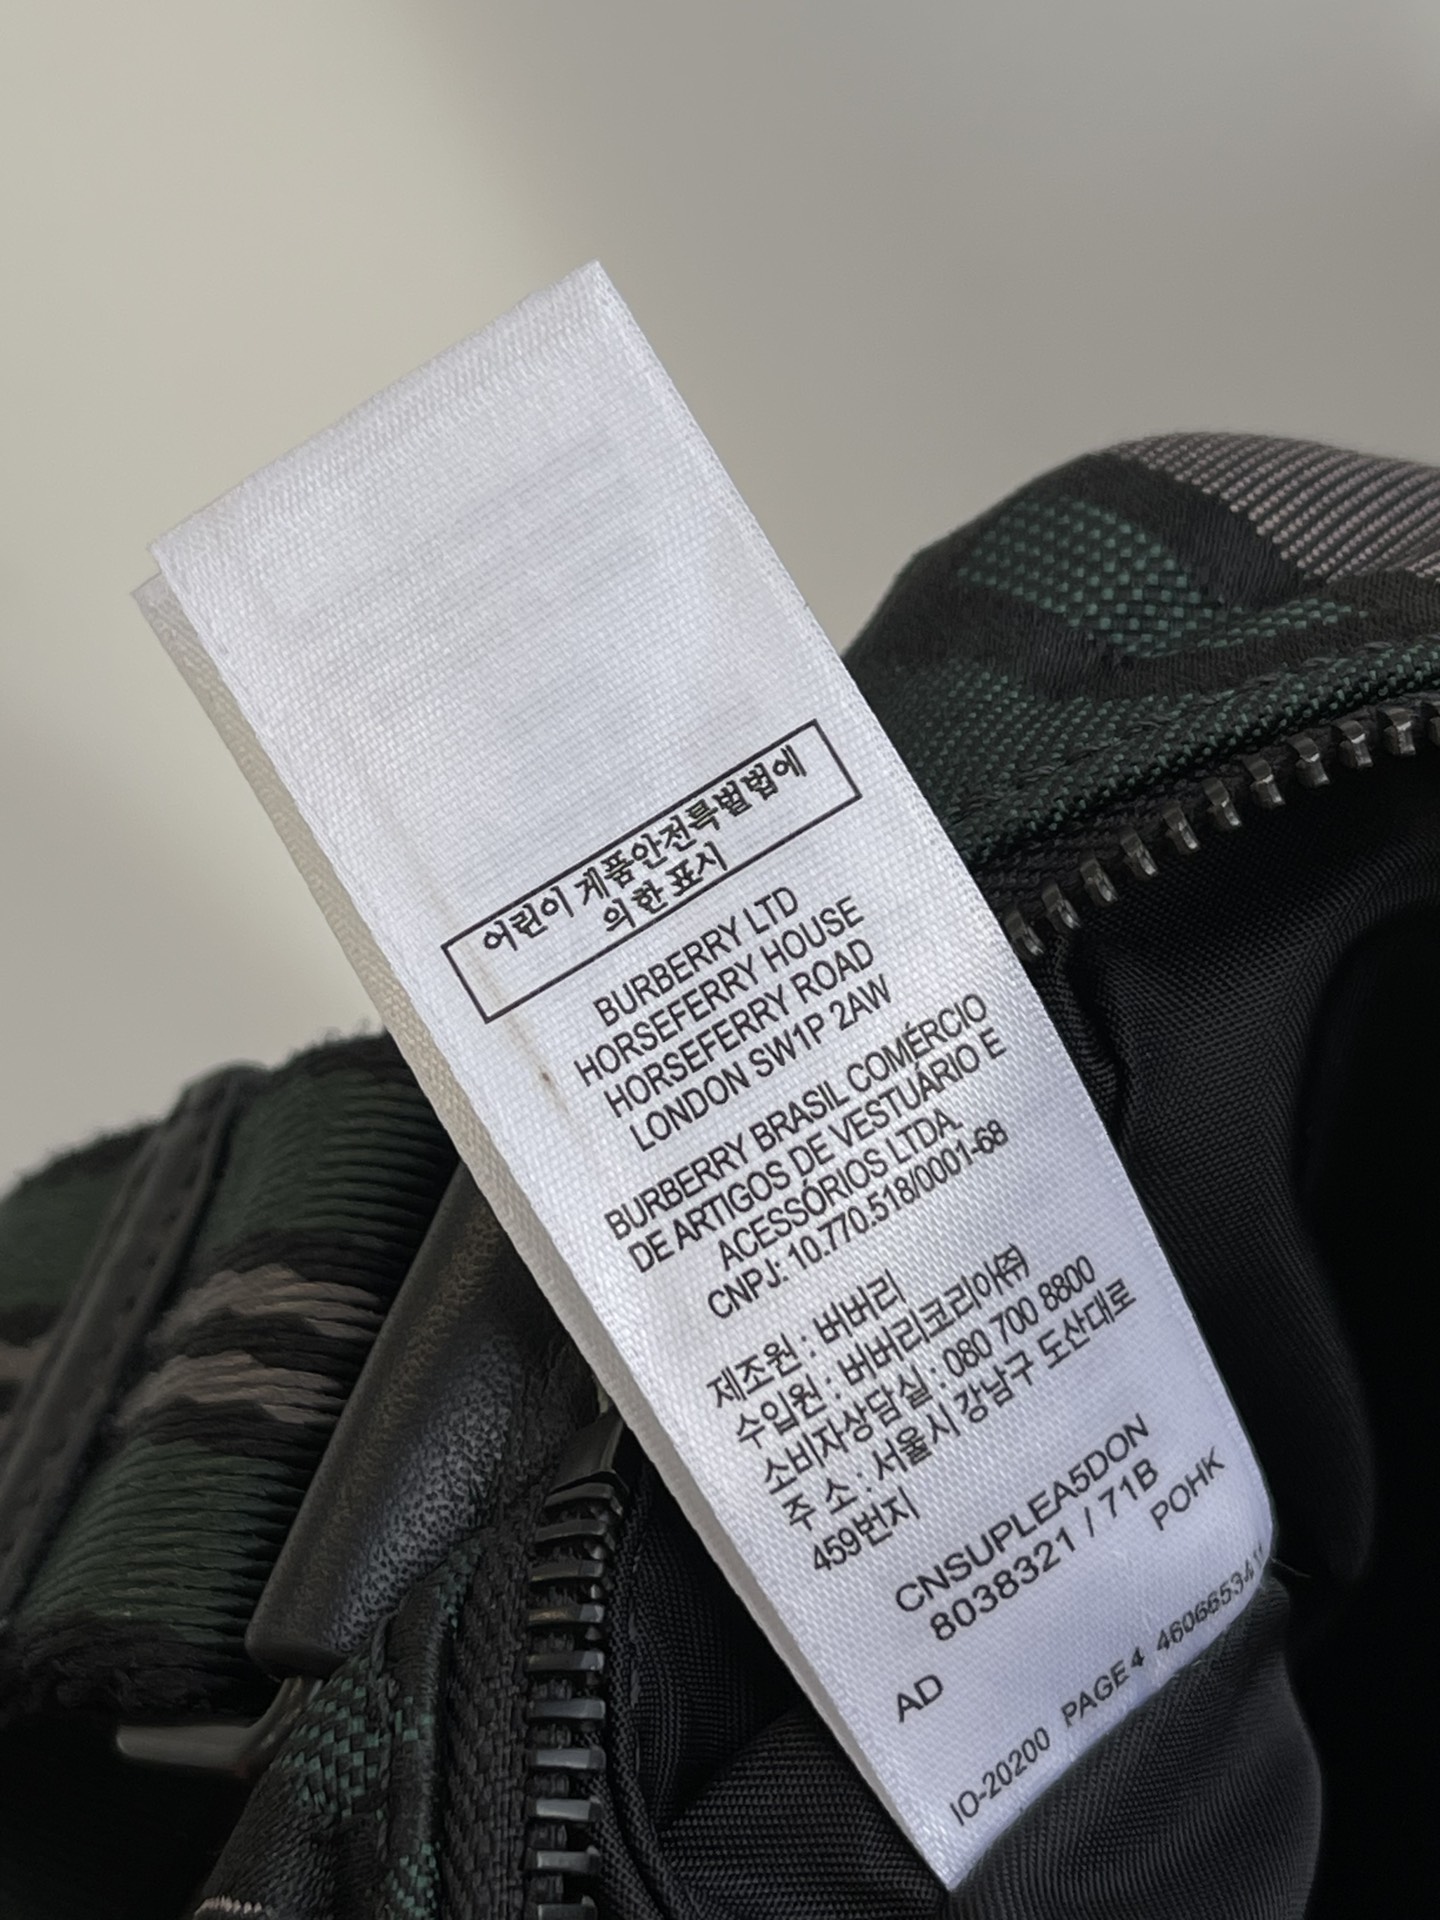 어린이 게품안전특벌법에
의한 표시
BURBERRY LTD
HORSEFERRY HOUSE
HORSEFERRY ROAD
LONDON SW1P 2AW
BURBERRY BRASIL COMÉRCIO
DE ARTIGOS DE VESTUÁRIO E
ACESSÓRIOS LTDA.
CNPJ: 10.770.518/0001-68
제조원 : 버버리
수입원 : 버버리코리아㈜
소비자상담실 : 080 700 8800
주 소 : 서울시 강남구 도산대로
459번지
CNSUPLEA5DON
8038321 / 71B
POHK
AD
IO-20200 PAGE 4